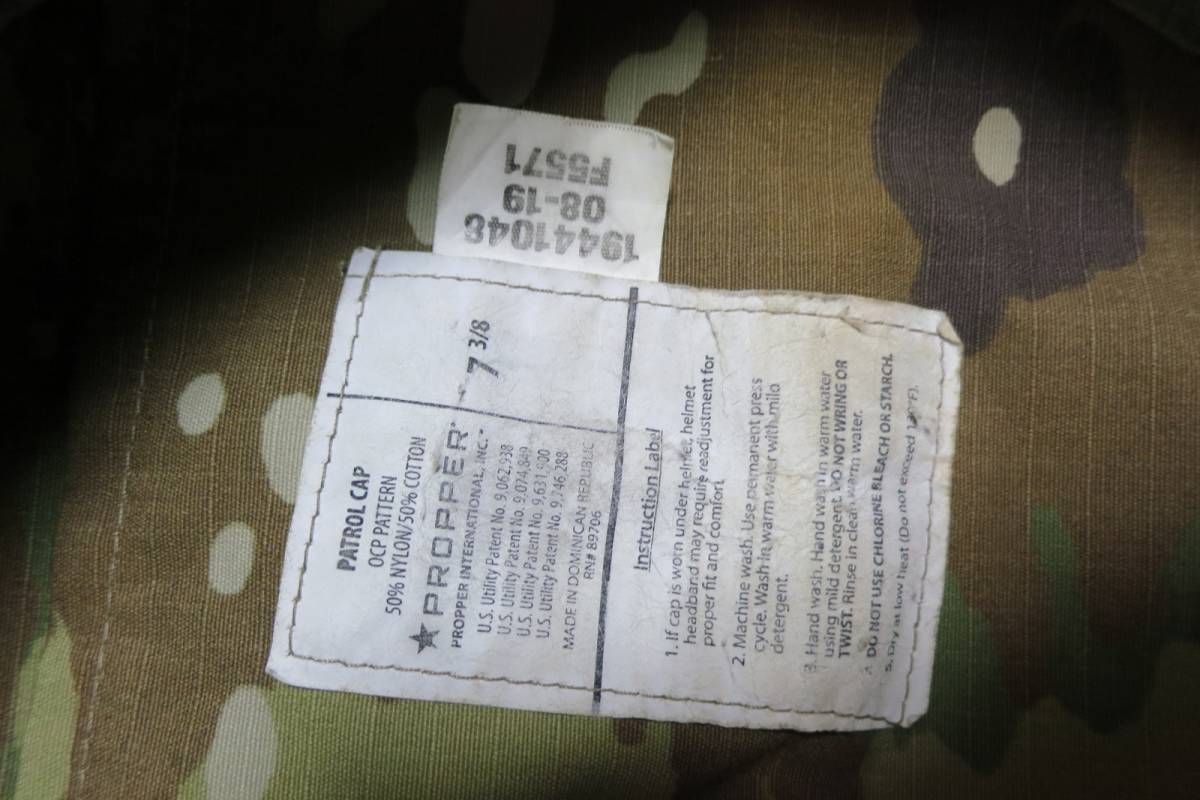 19441048
08-19
T5571
PATROL CAP
OCP PATTERN
50% NYLON/50% COTTON
PROPPER
PROPPER INTERNATIONAL, INC.
7 3/8
U.S. Utility Patent No. 9,062,938
U.S. Utility Patent No. 9,074,849
U.S. Utility Patent No. 9,631,900
U.S. Utility Patent No. 9,746,288
MADE IN DOMINICAN REPUBLIC
RN# 89706
Instruction Label
1. If cap is worn under helmet, helmet
headband may require readjustment for
proper fit and comfort
2. Machine wash. Use permanent press
cycle. Wash in warm water with mild
detergent.
3. Hand wash. Hand wash in warm water
using mild detergent. DO NOT WRING OR
TWIST. Rinse in clean warm water.
DO NOT USE CHLORINE BLEACH OR STARCH.
5. Dry at low heat (Do not exceed